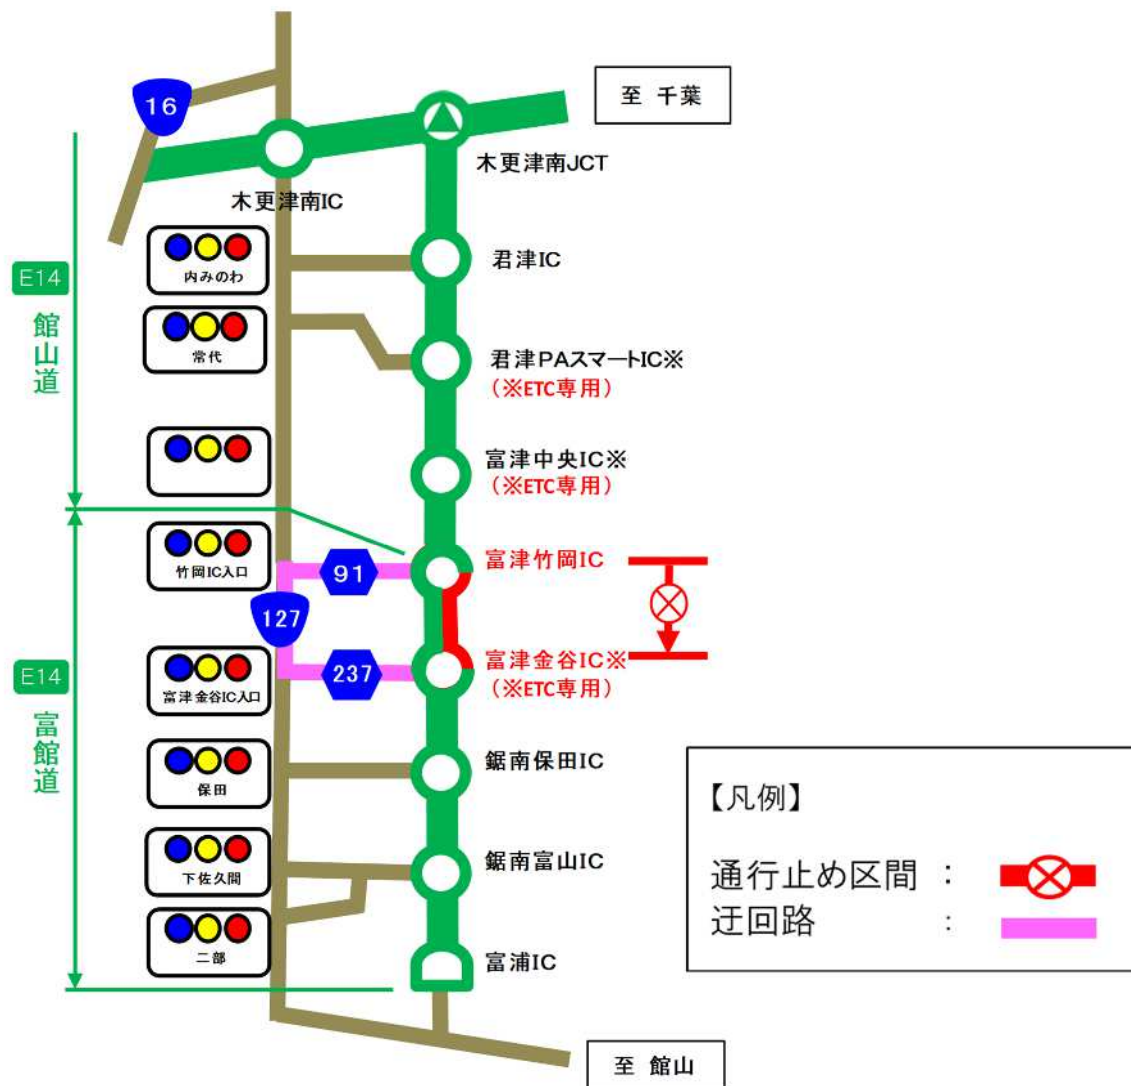 至 千葉
16
木更津南JCT
木更津南IC
内みのわ
君津IC
E14
館山道
常代
君津PAスマートIC※
(※ETC専用)
富津中央IC※
(※ETC専用)
竹岡IC入口
91
富津竹岡IC
127
富津金谷IC入口
237
富津金谷IC※
(※ETC専用)
E14
富館道
保田
鋸南保田IC
下佐久間
鋸南富山IC
二部
富浦IC
至 館山
【凡例】
通行止め区間 :
迂回路 :